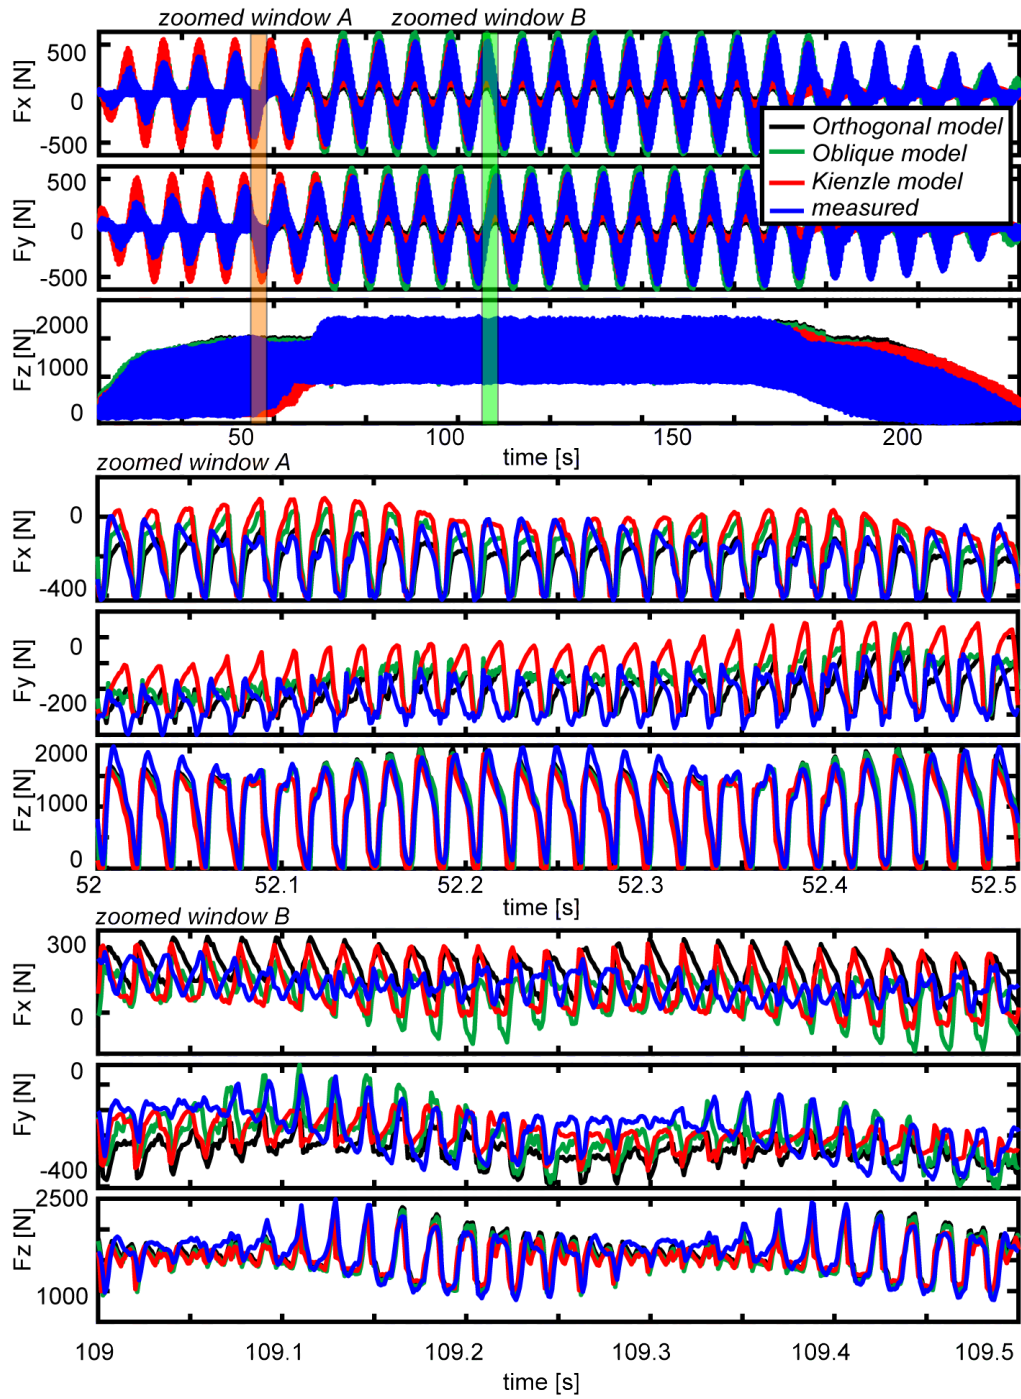 zoomed window A zoomed window B
Fx [N]
500
0
-500
Orthogonal model
Oblique model
Kienzle model
measured
Fy [N]
500
0
-500
Fz [N]
2000
1000
0
50 100 150 200
time [s]
zoomed window A
Fx [N]
0
-400
Fy [N]
0
-200
Fz [N]
2000
1000
0
52 52.1 52.2 52.3 52.4 52.5
time [s]
zoomed window B
Fx [N]
300
0
Fy [N]
0
-400
Fz [N]
2500
1000
109 109.1 109.2 109.3 109.4 109.5
time [s]